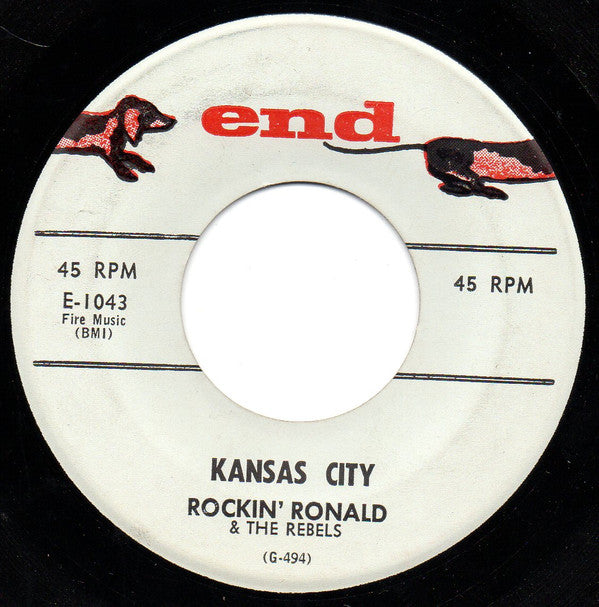 end
45 RPM
E-1043
Fire Music
(BMI)
45 RPM
KANSAS CITY
ROCKIN' RONALD
& THE REBELS
(G-494)